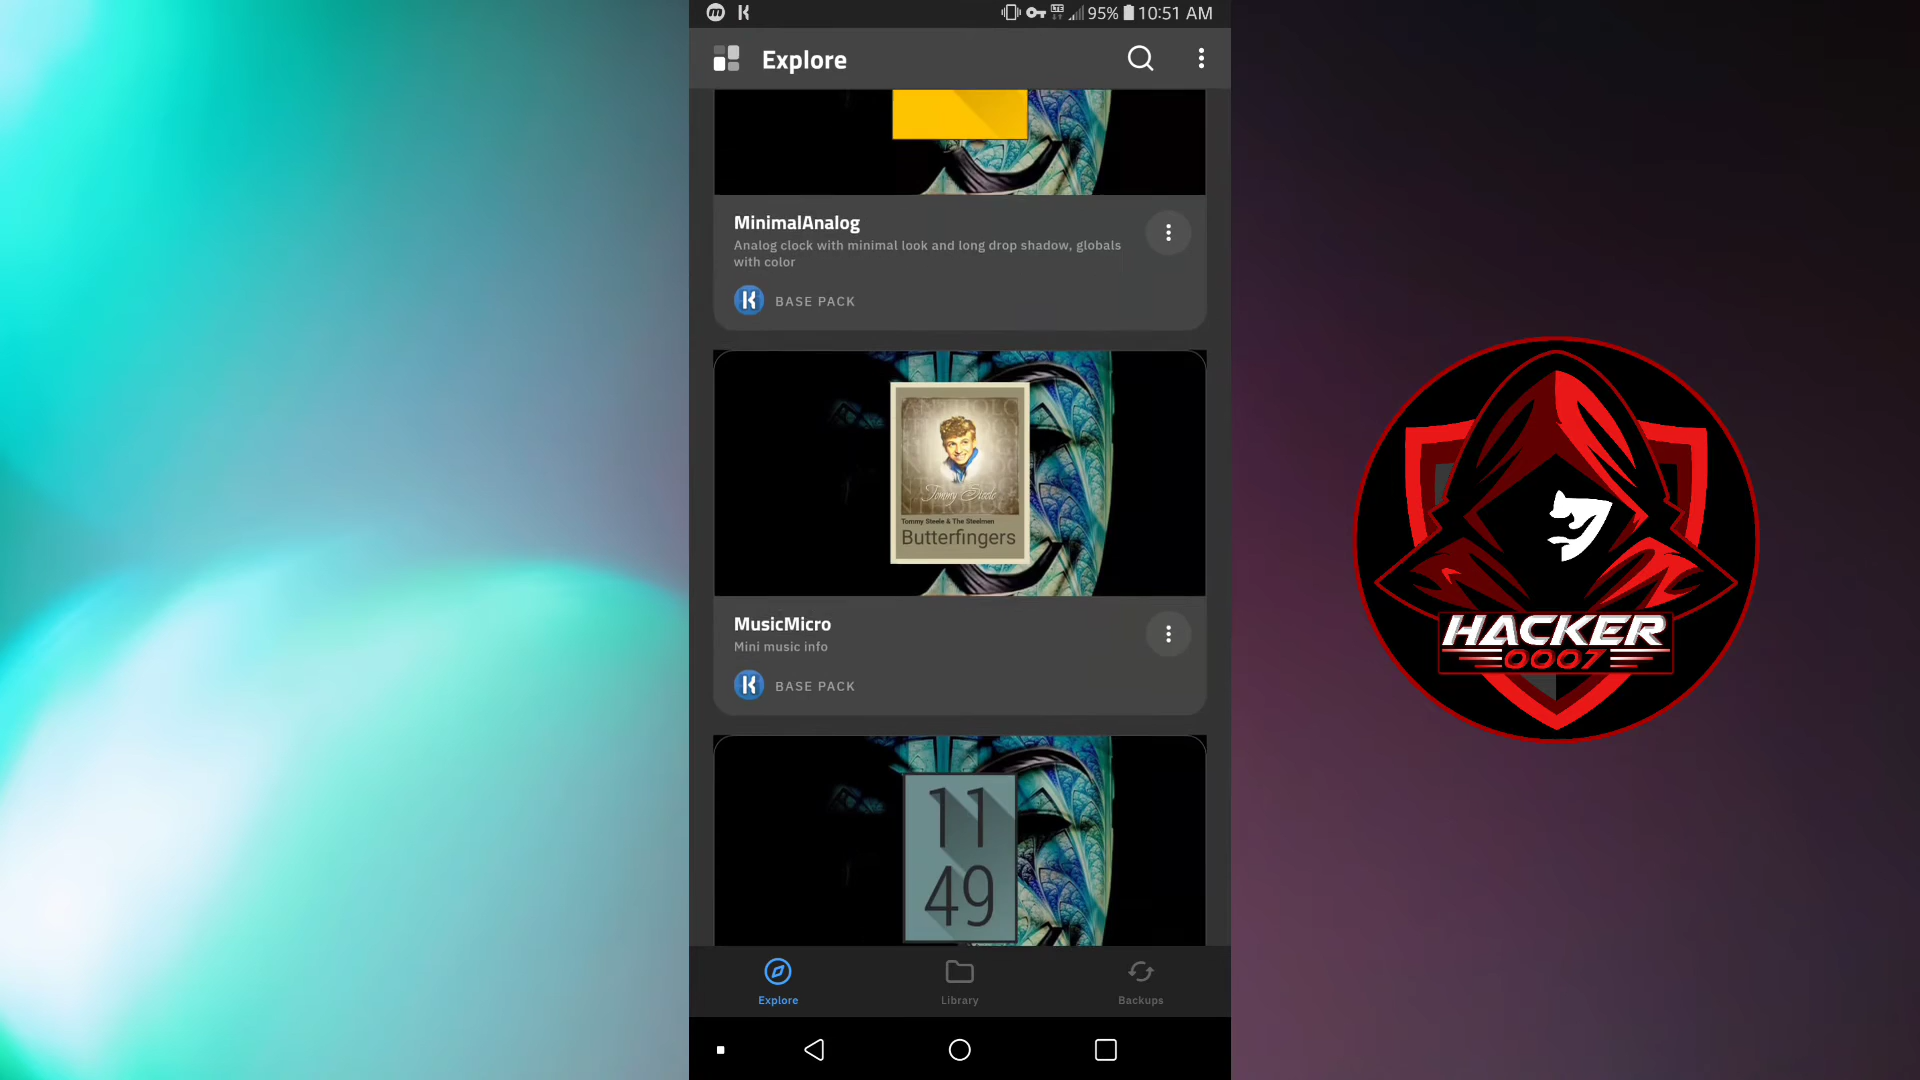 95% 10:51 AM
Explore
MinimalAnalog
Analog clock with minimal look and long drop shadow, globals
with color
BASE PACK
Tommy Steele
Tommy Steele & The Steelmen
Butterfingers
MusicMicro
Mini music info
BASE PACK
11
49
Explore
Library
Backups
HACKER
0007